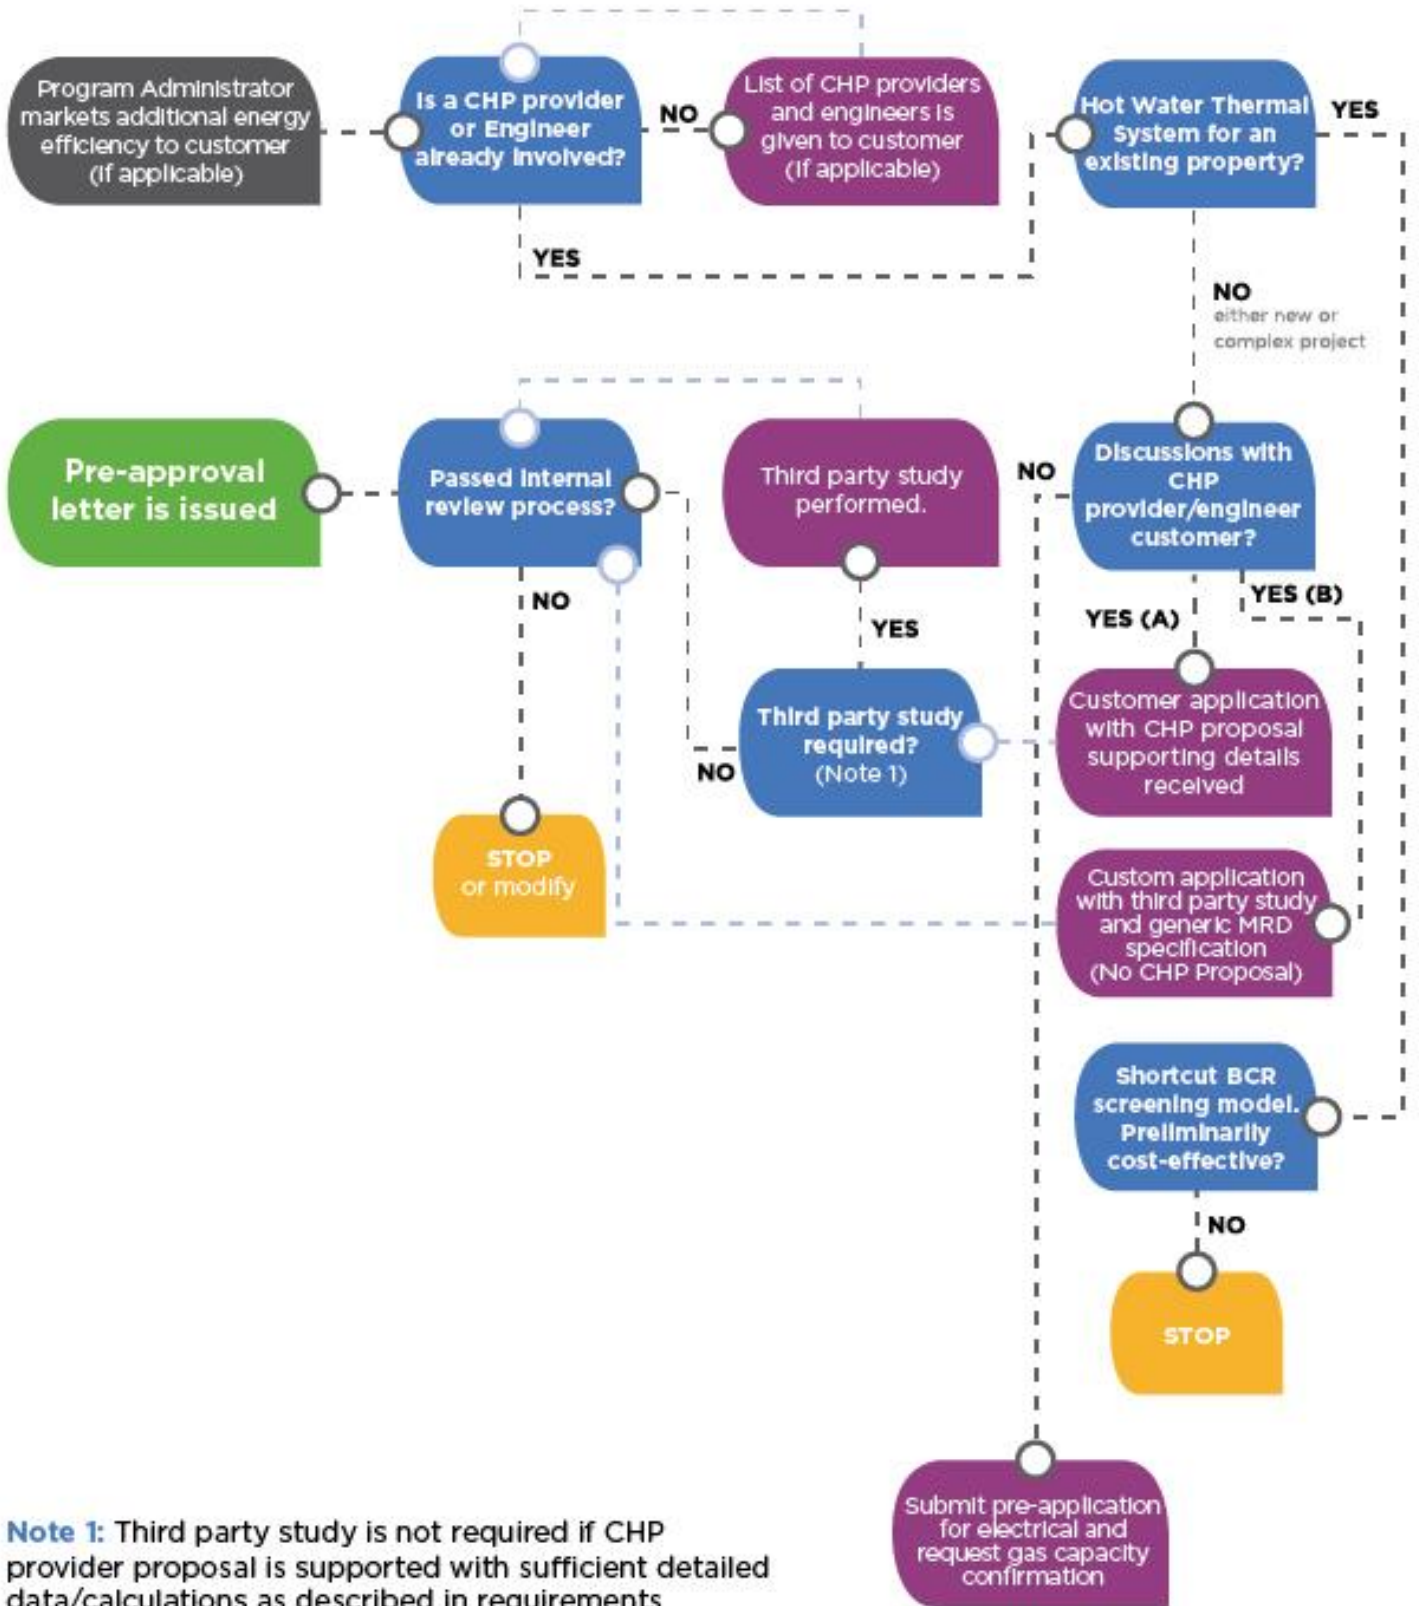 Program Administrator
markets additional energy
efficiency to customer
(if applicable)
Is a CHP provider
or Engineer
already involved?
NO
List of CHP providers
and engineers is
given to customer
(if applicable)
Hot Water Thermal
System for an
existing property?
YES
YES
NO
either new or
complex project
Pre-approval
letter is issued
Passed internal
review process?
Third party study
performed.
NO
Discussions with
CHP
provider/engineer
customer?
NO
YES
YES (A)
YES (B)
Third party study
required?
(Note 1)
NO
Customer application
with CHP proposal
supporting details
received
STOP
or modify
Custom application
with third party study
and generic MRD
specification
(No CHP Proposal)
Shortcut BCR
screening model.
Preliminarily
cost-effective?
NO
STOP
Submit pre-application
for electrical and
request gas capacity
confirmation
Note 1: Third party study is not required if CHP
provider proposal is supported with sufficient detailed
data/calculations as described in requirements